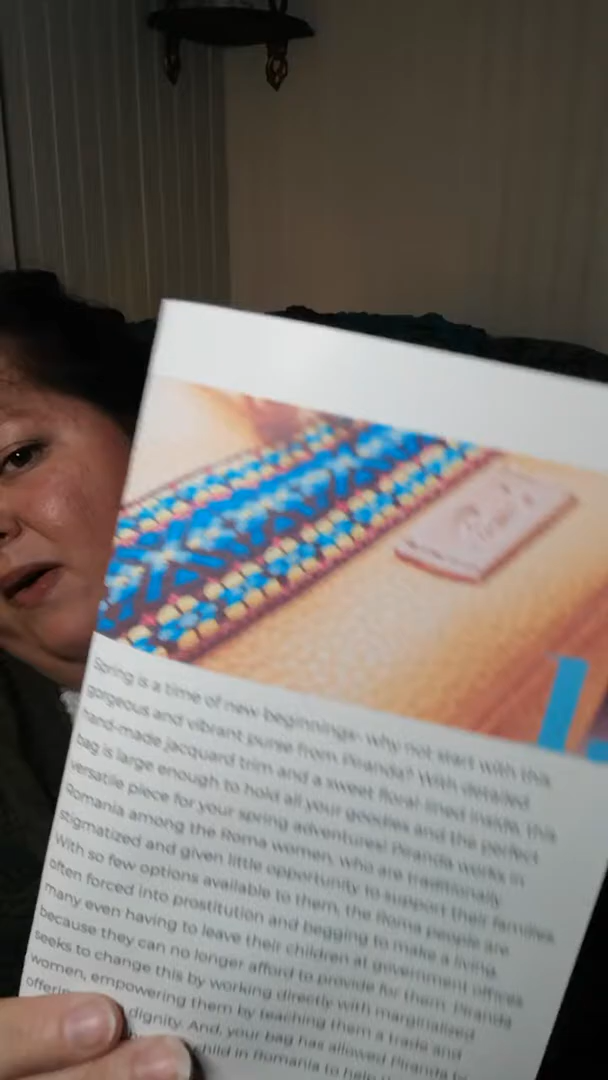 Spring is a time of new beginnings- why not start with this
gorgeous and vibrant purse from Piranda? With detailed
hand-made jacquard trim and a sweet floral lined inside, this
bag is large enough to hold all your goodies and the perfect
versatile piece for your spring adventures! Piranda works in
Romania among the Roma women, who are traditionally
stigmatized and given little opportunity to support their families.
With so few options available to them, the Roma people are
often forced into prostitution and begging to make a living,
many even having to leave their children at government offices
because they can no longer afford to provide for them. Piranda
seeks to change this by working directly with marginalised
women, empowering them by teaching them a trade and
dignity. And, your bag has allowed Piranda to
child in Romania to help